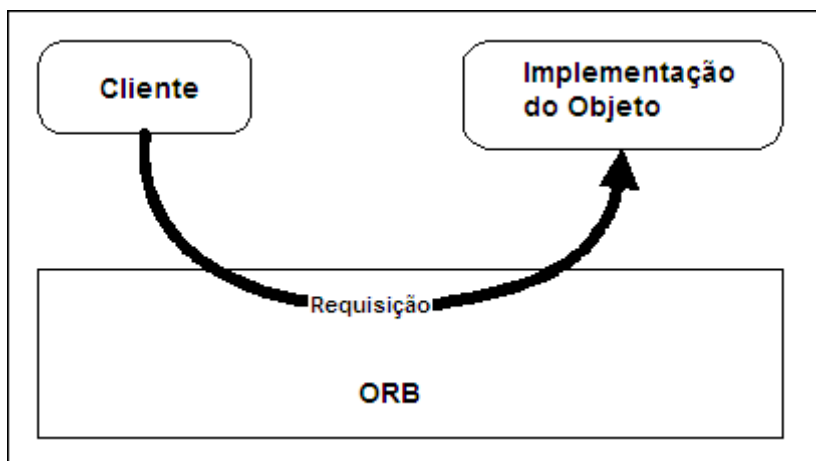 Cliente
Implementação
do Objeto
Requisição
ORB